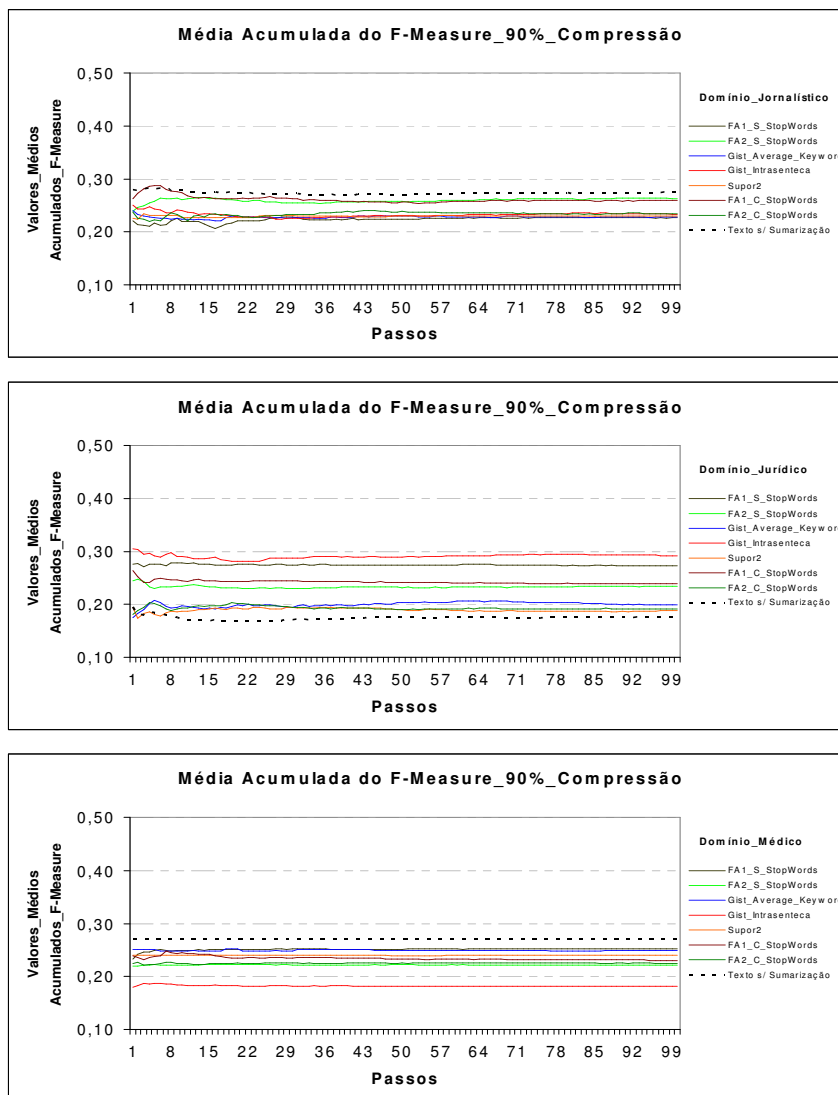 Média Acumulada do F-Measure_90%_Compressão
Valores_Médios
Acumulados_F-Measure
0,50
0,40
0,30
0,20
0,10
1 8 15 22 29 36 43 50 57 64 71 78 85 92 99
Passos
Domínio_Jornalístico
FA1_S_StopWords
FA2_S_StopWords
Gist_Average_Keyword
Gist_Intrasenteca
Supor2
FA1_C_StopWords
FA2_C_StopWords
Texto s/ Sumarização
Média Acumulada do F-Measure_90%_Compressão
Valores_Médios
Acumulados_F-Measure
0,50
0,40
0,30
0,20
0,10
1 8 15 22 29 36 43 50 57 64 71 78 85 92 99
Passos
Domínio_Jurídico
FA1_S_StopWords
FA2_S_StopWords
Gist_Average_Keyword
Gist_Intrasenteca
Supor2
FA1_C_StopWords
FA2_C_StopWords
Texto s/ Sumarização
Média Acumulada do F-Measure_90%_Compressão
Valores_Médios
Acumulados_F-Measure
0,50
0,40
0,30
0,20
0,10
1 8 15 22 29 36 43 50 57 64 71 78 85 92 99
Passos
Domínio_Médico
FA1_S_StopWords
FA2_S_StopWords
Gist_Average_Keyword
Gist_Intrasenteca
Supor2
FA1_C_StopWords
FA2_C_StopWords
Texto s/ Sumarização